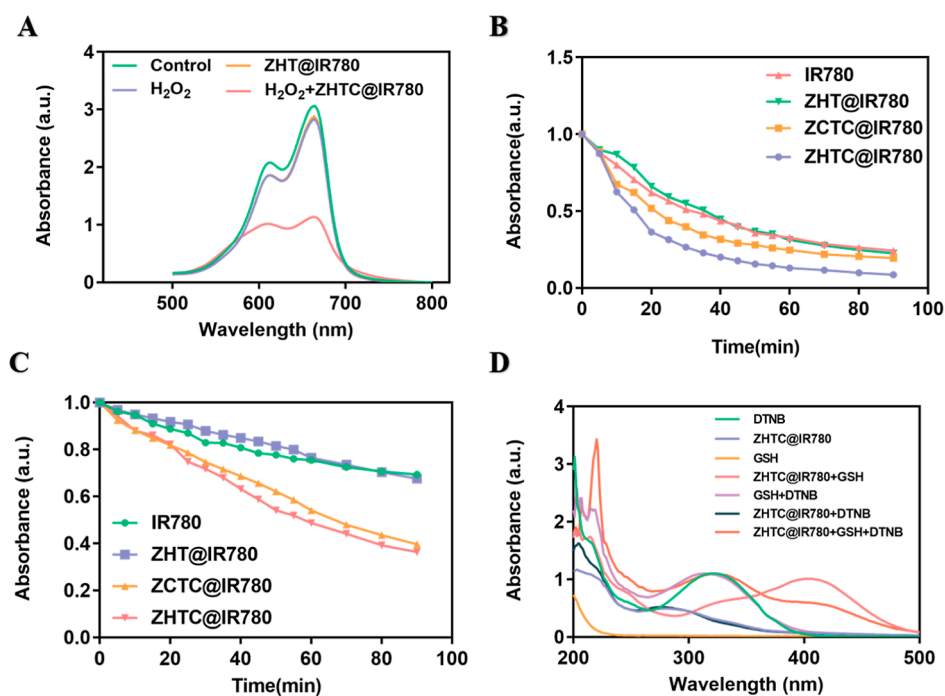 A
Absorbance (a.u.)
4
3
2
1
0
Control
ZHT@IR780
H₂O₂
H₂O₂+ZHTC@IR780
500
600
700
800
Wavelength (nm)
B
Absorbance(a.u.)
1.5
1.0
0.5
0.0
IR780
ZHT@IR780
ZCTC@IR780
ZHTC@IR780
0
20
40
60
80
100
Time(min)
C
Absorbance (a.u.)
1.0
0.8
0.6
0.4
0.2
0.0
IR780
ZHT@IR780
ZCTC@IR780
ZHTC@IR780
0
20
40
60
80
100
Time(min)
D
Absorbance (a.u.)
4
3
2
1
0
DTNB
ZHTC@IR780
GSH
ZHTC@IR780+GSH
GSH+DTNB
ZHTC@IR780+DTNB
ZHTC@IR780+GSH+DTNB
200
300
400
500
Wavelength (nm)